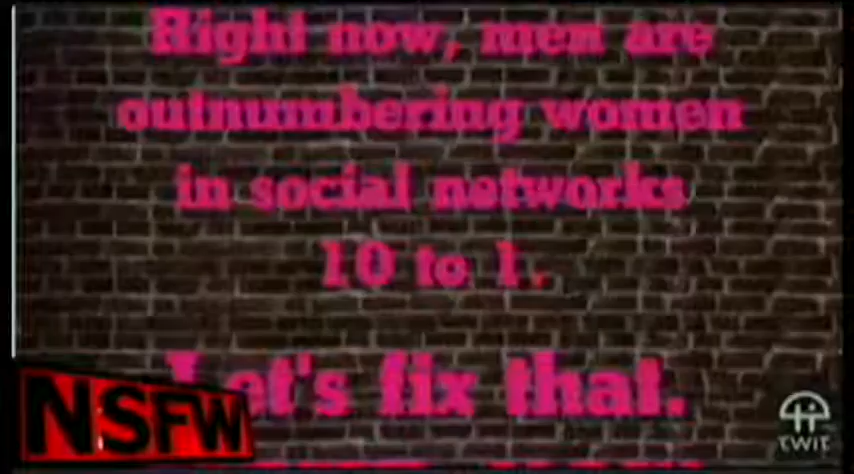 Right now, men are
outnumbering women
in social networks
10 to 1.
Let's fix that.
NSFW
TWiT